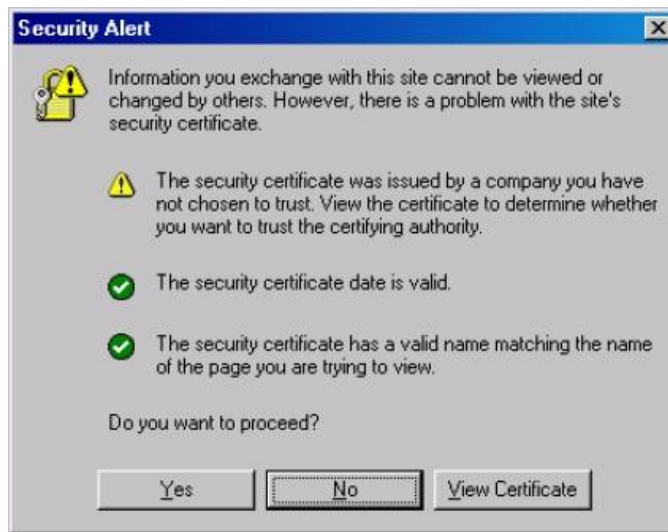 Security Alert
Information you exchange with this site cannot be viewed or
changed by others. However, there is a problem with the site's
security certificate.
The security certificate was issued by a company you have
not chosen to trust. View the certificate to determine whether
you want to trust the certifying authority.
The security certificate date is valid.
The security certificate has a valid name matching the name
of the page you are trying to view.
Do you want to proceed?
Yes No View Certificate